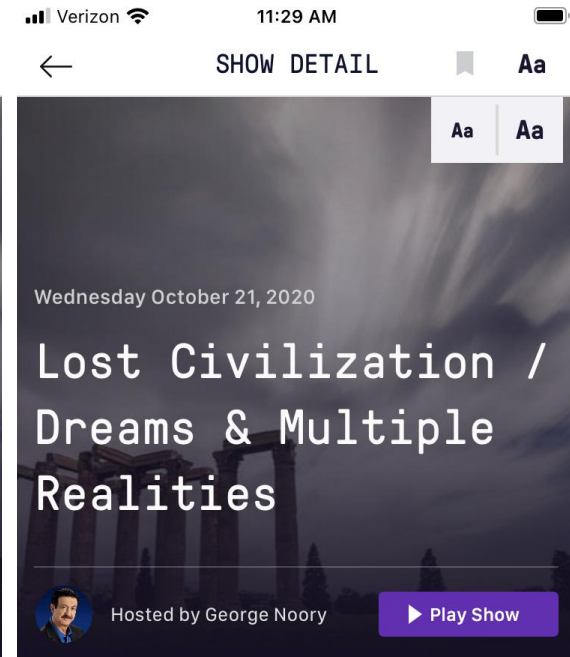 Verizon 11:29 AM
SHOW DETAIL Aa
Aa Aa
Wednesday October 21, 2020
Lost Civilization /
Dreams & Multiple
Realities
Hosted by George Noory Play Show